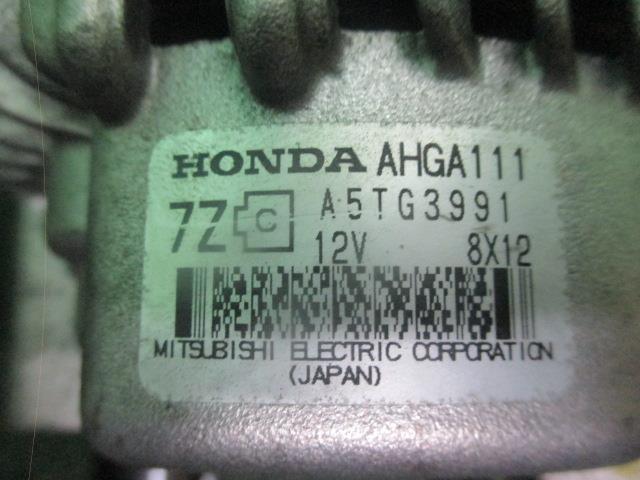 HONDA AHGA111
7Z C A5TG3991
12V 8X12
MITSUBISHI ELECTRIC CORPORATION
(JAPAN)